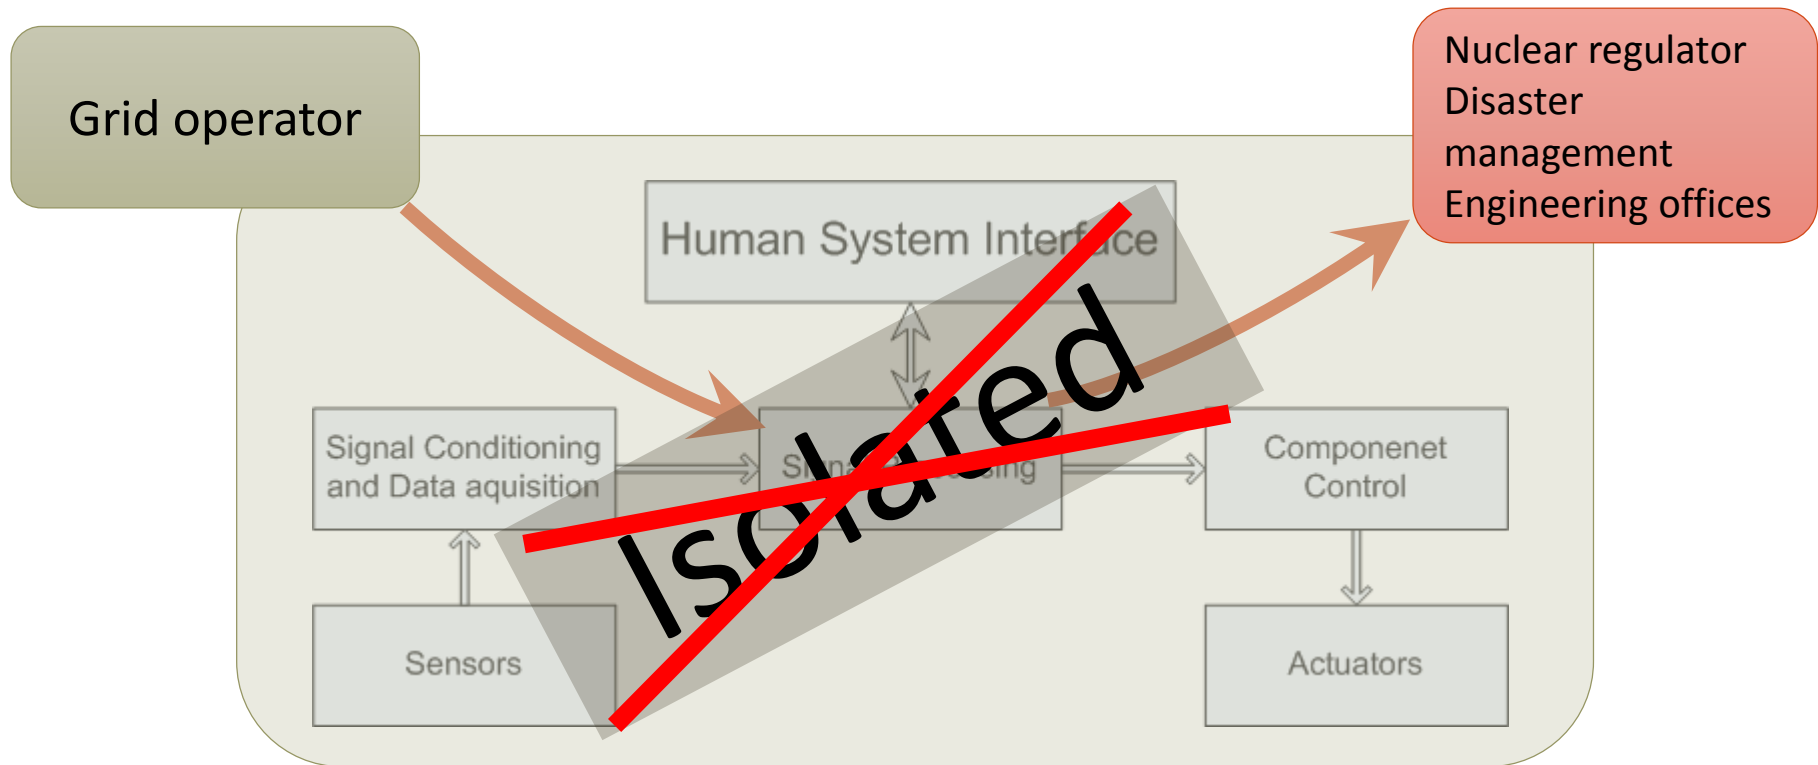 Grid operator
Nuclear regulator
Disaster
management
Engineering offices
Human System Interface
Isolated
Signal Conditioning
and Data aquisition
Componenet
Control
Sensors
Actuators